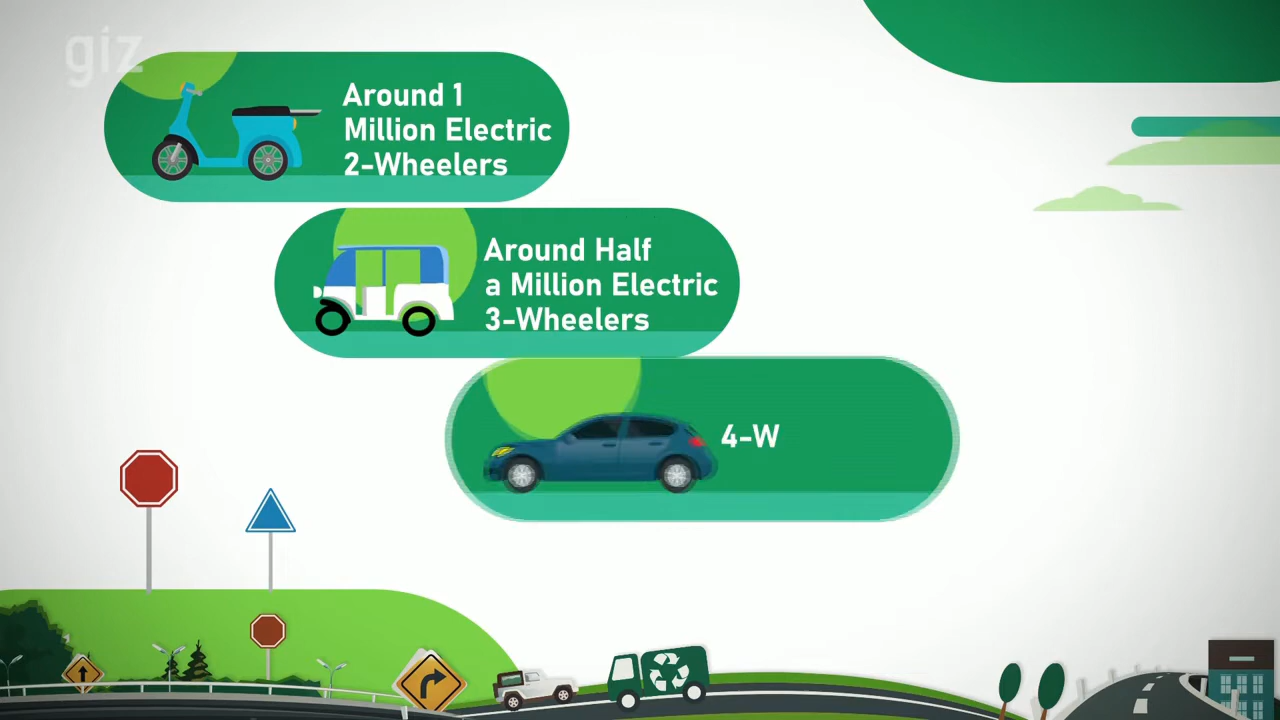 giz
Around 1
Million Electric
2-Wheelers
Around Half
a Million Electric
3-Wheelers
4-W